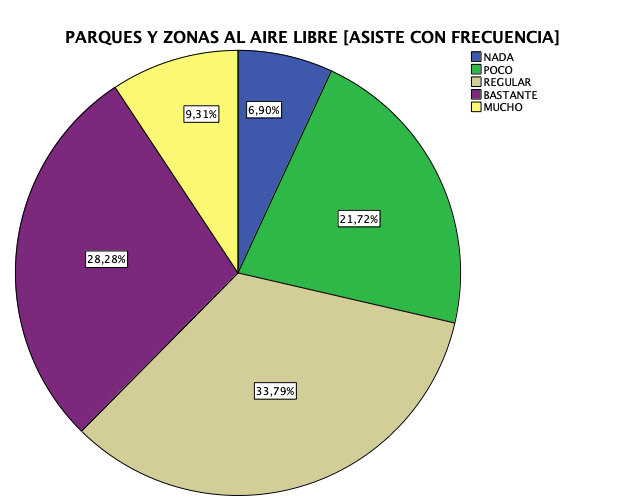 PARQUES Y ZONAS AL AIRE LIBRE [ASISTE CON FRECUENCIA]
NADA
POCO
REGULAR
BASTANTE
MUCHO
9,31%
6,90%
21,72%
28,28%
33,79%